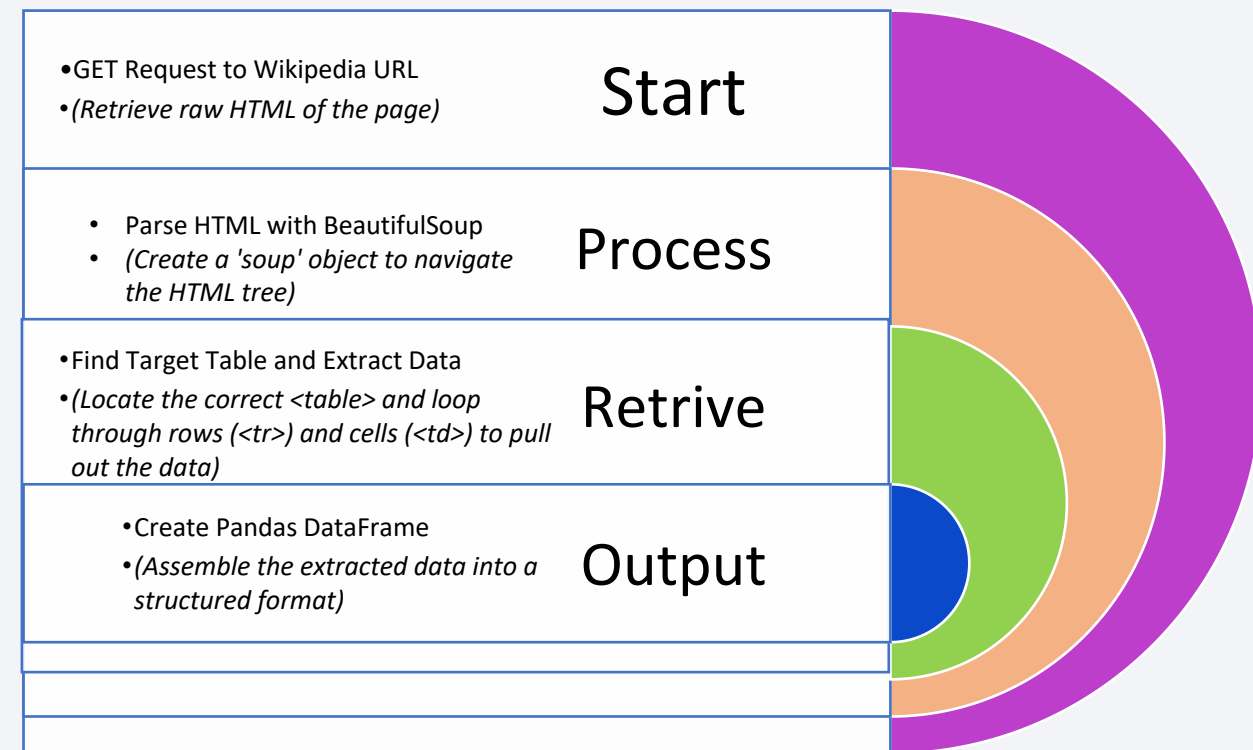 •GET Request to Wikipedia URL
•(Retrieve raw HTML of the page)
Start
• Parse HTML with BeautifulSoup
• (Create a 'soup' object to navigate
the HTML tree)
Process
•Find Target Table and Extract Data
•(Locate the correct <table> and loop
through rows (<tr>) and cells (<td>) to pull
out the data)
Retrive
•Create Pandas DataFrame
•(Assemble the extracted data into a
structured format)
Output